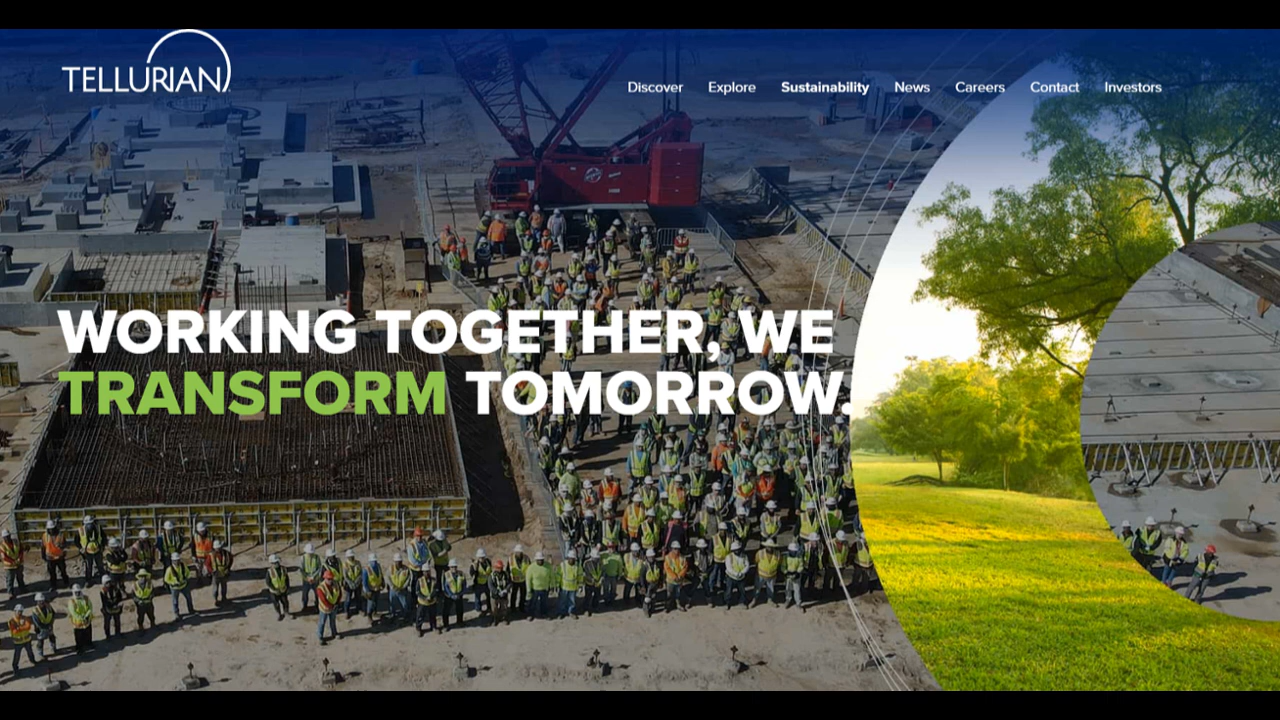 TELLURIAN
Discover Explore Sustainability News Careers Contact Investors
WORKING TOGETHER, WE
TRANSFORM TOMORROW.